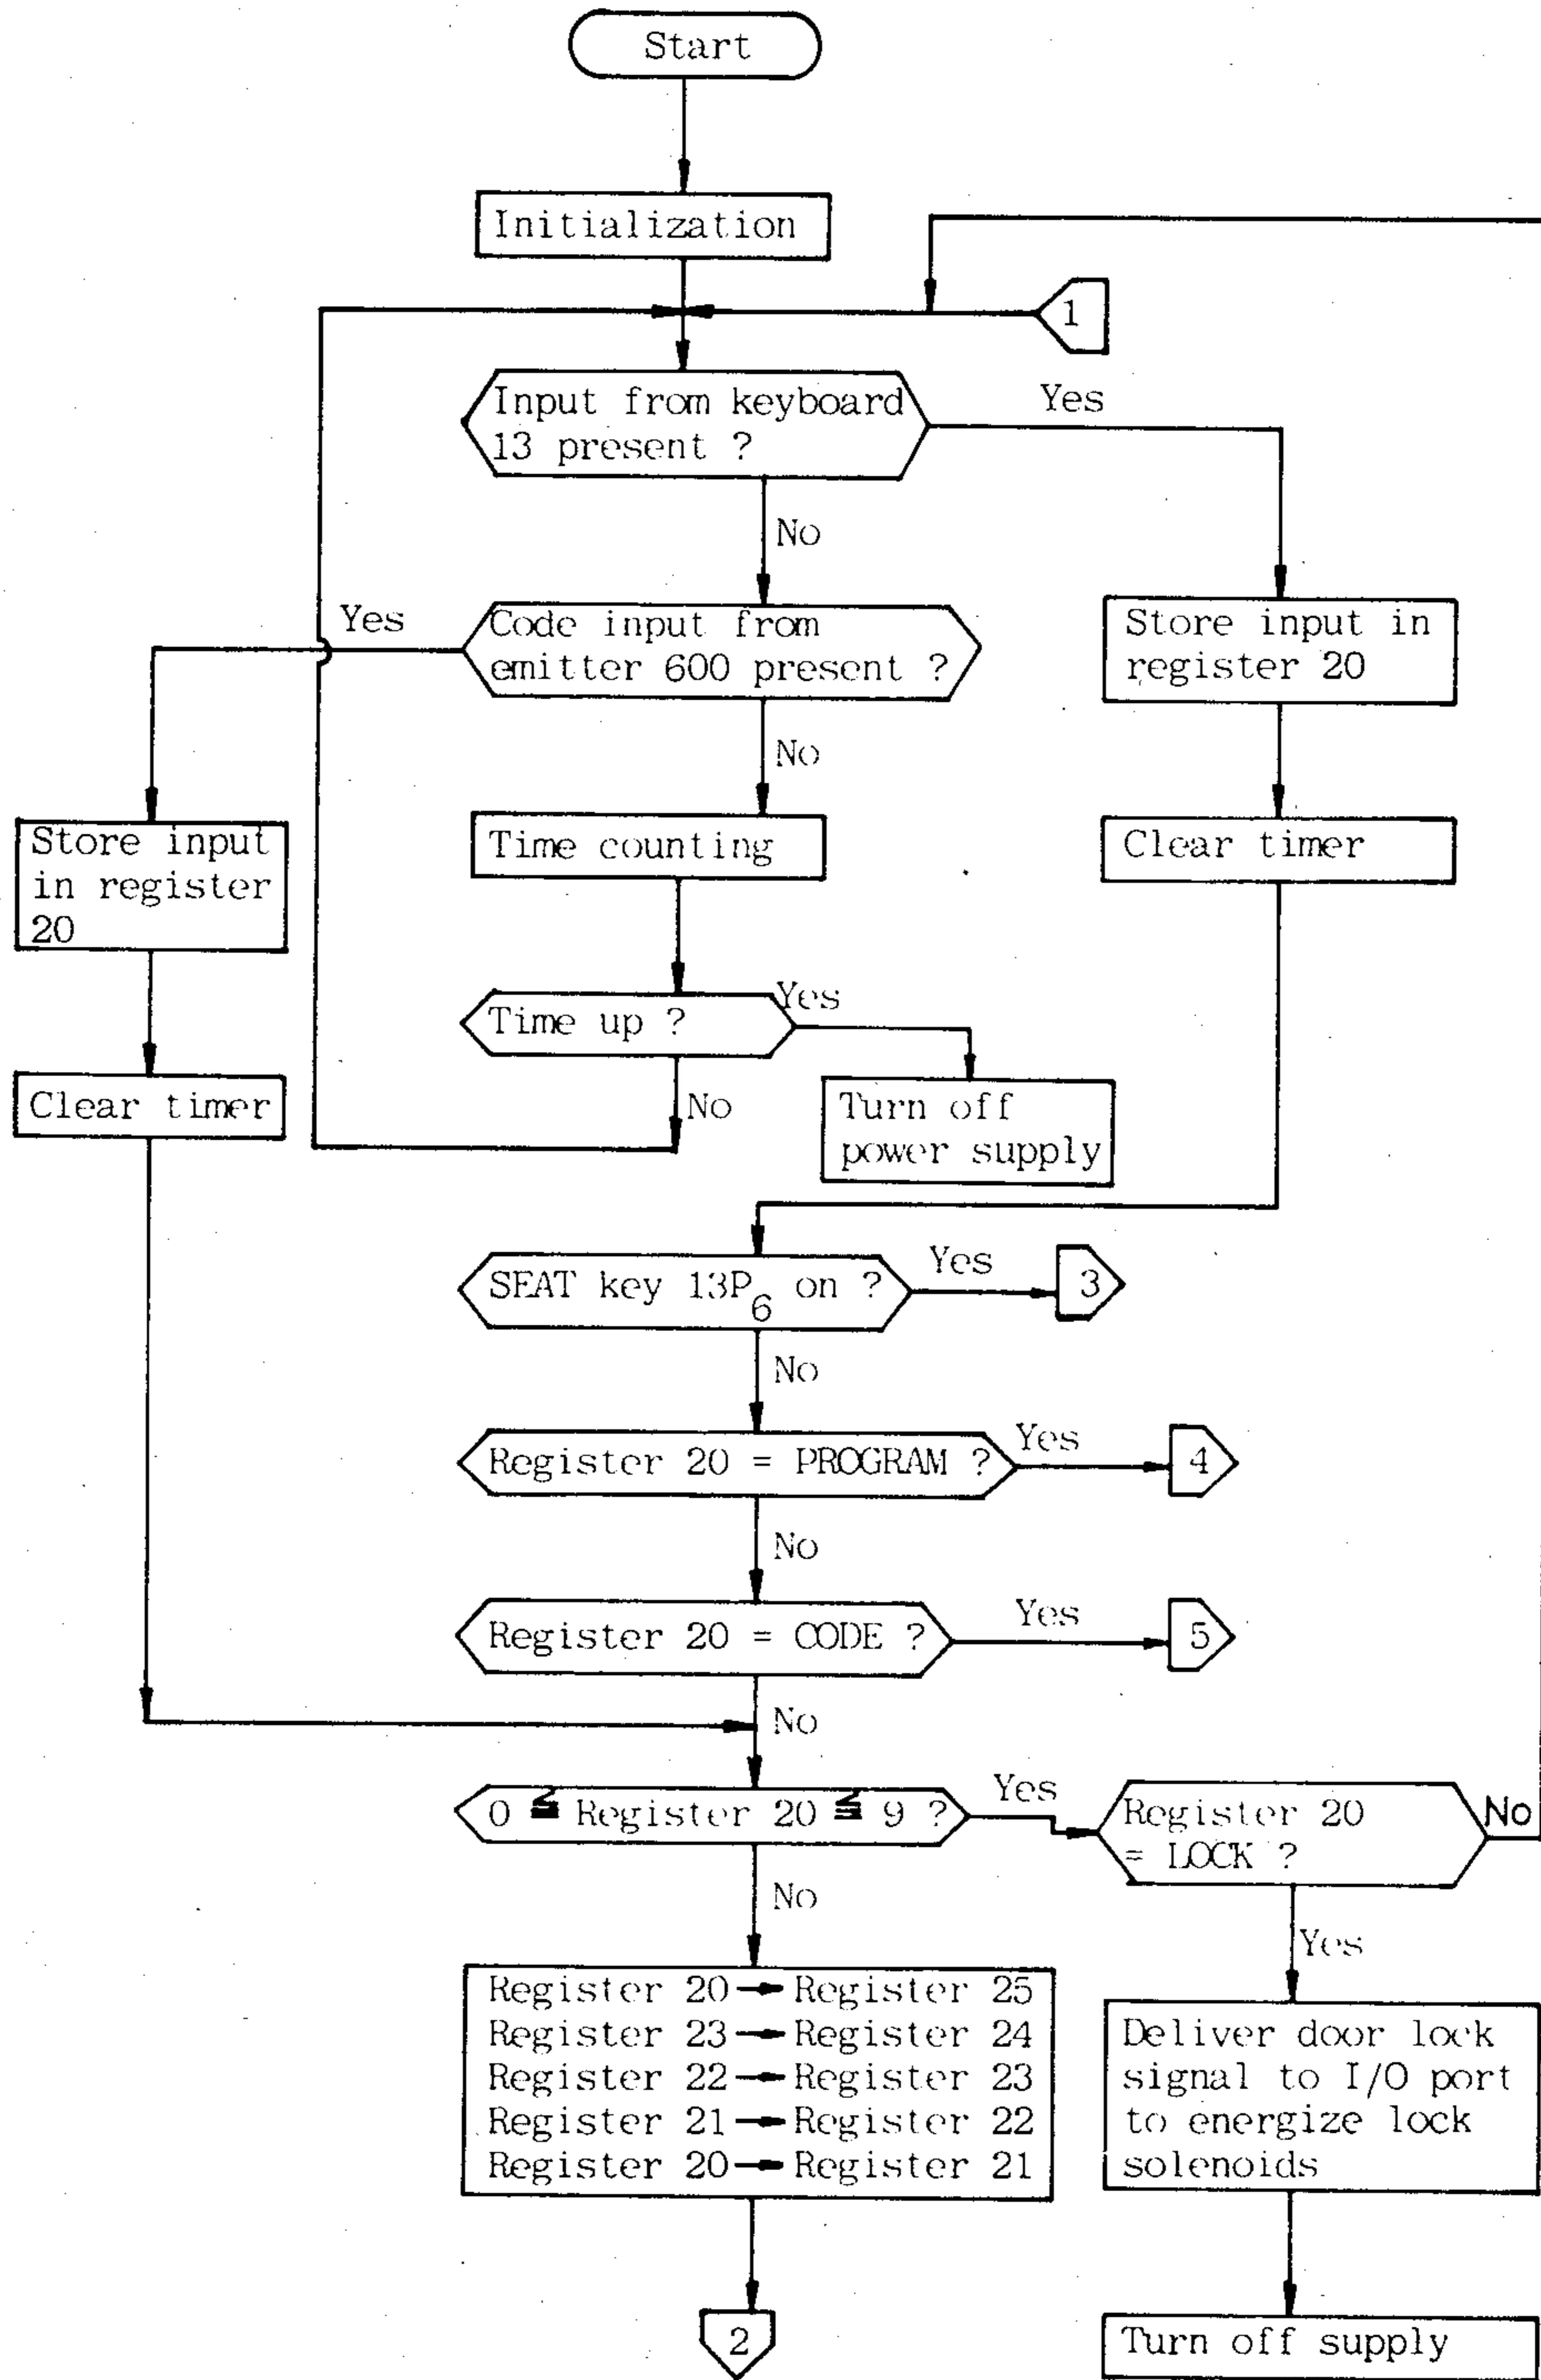 Start
Initialization
1
Input from keyboard
13 present ?
Yes
No
Code input from
emitter 600 present ?
Yes
No
Store input in
register 20
Store input
in register
20
Time counting
Clear timer
Time up ?
Yes
No
Clear timer
Turn off
power supply
SEAT key 13P6 on ?
Yes
3
No
Register 20 = PROGRAM ?
Yes
4
No
Register 20 = CODE ?
Yes
5
No
0 ≦ Register 20 ≦ 9 ?
Yes
Register 20
= LOCK ?
No
No
Yes
Register 20 → Register 25
Register 23 → Register 24
Register 22 → Register 23
Register 21 → Register 22
Register 20 → Register 21
Deliver door lock
signal to I/O port
to energize lock
solenoids
2
Turn off supply